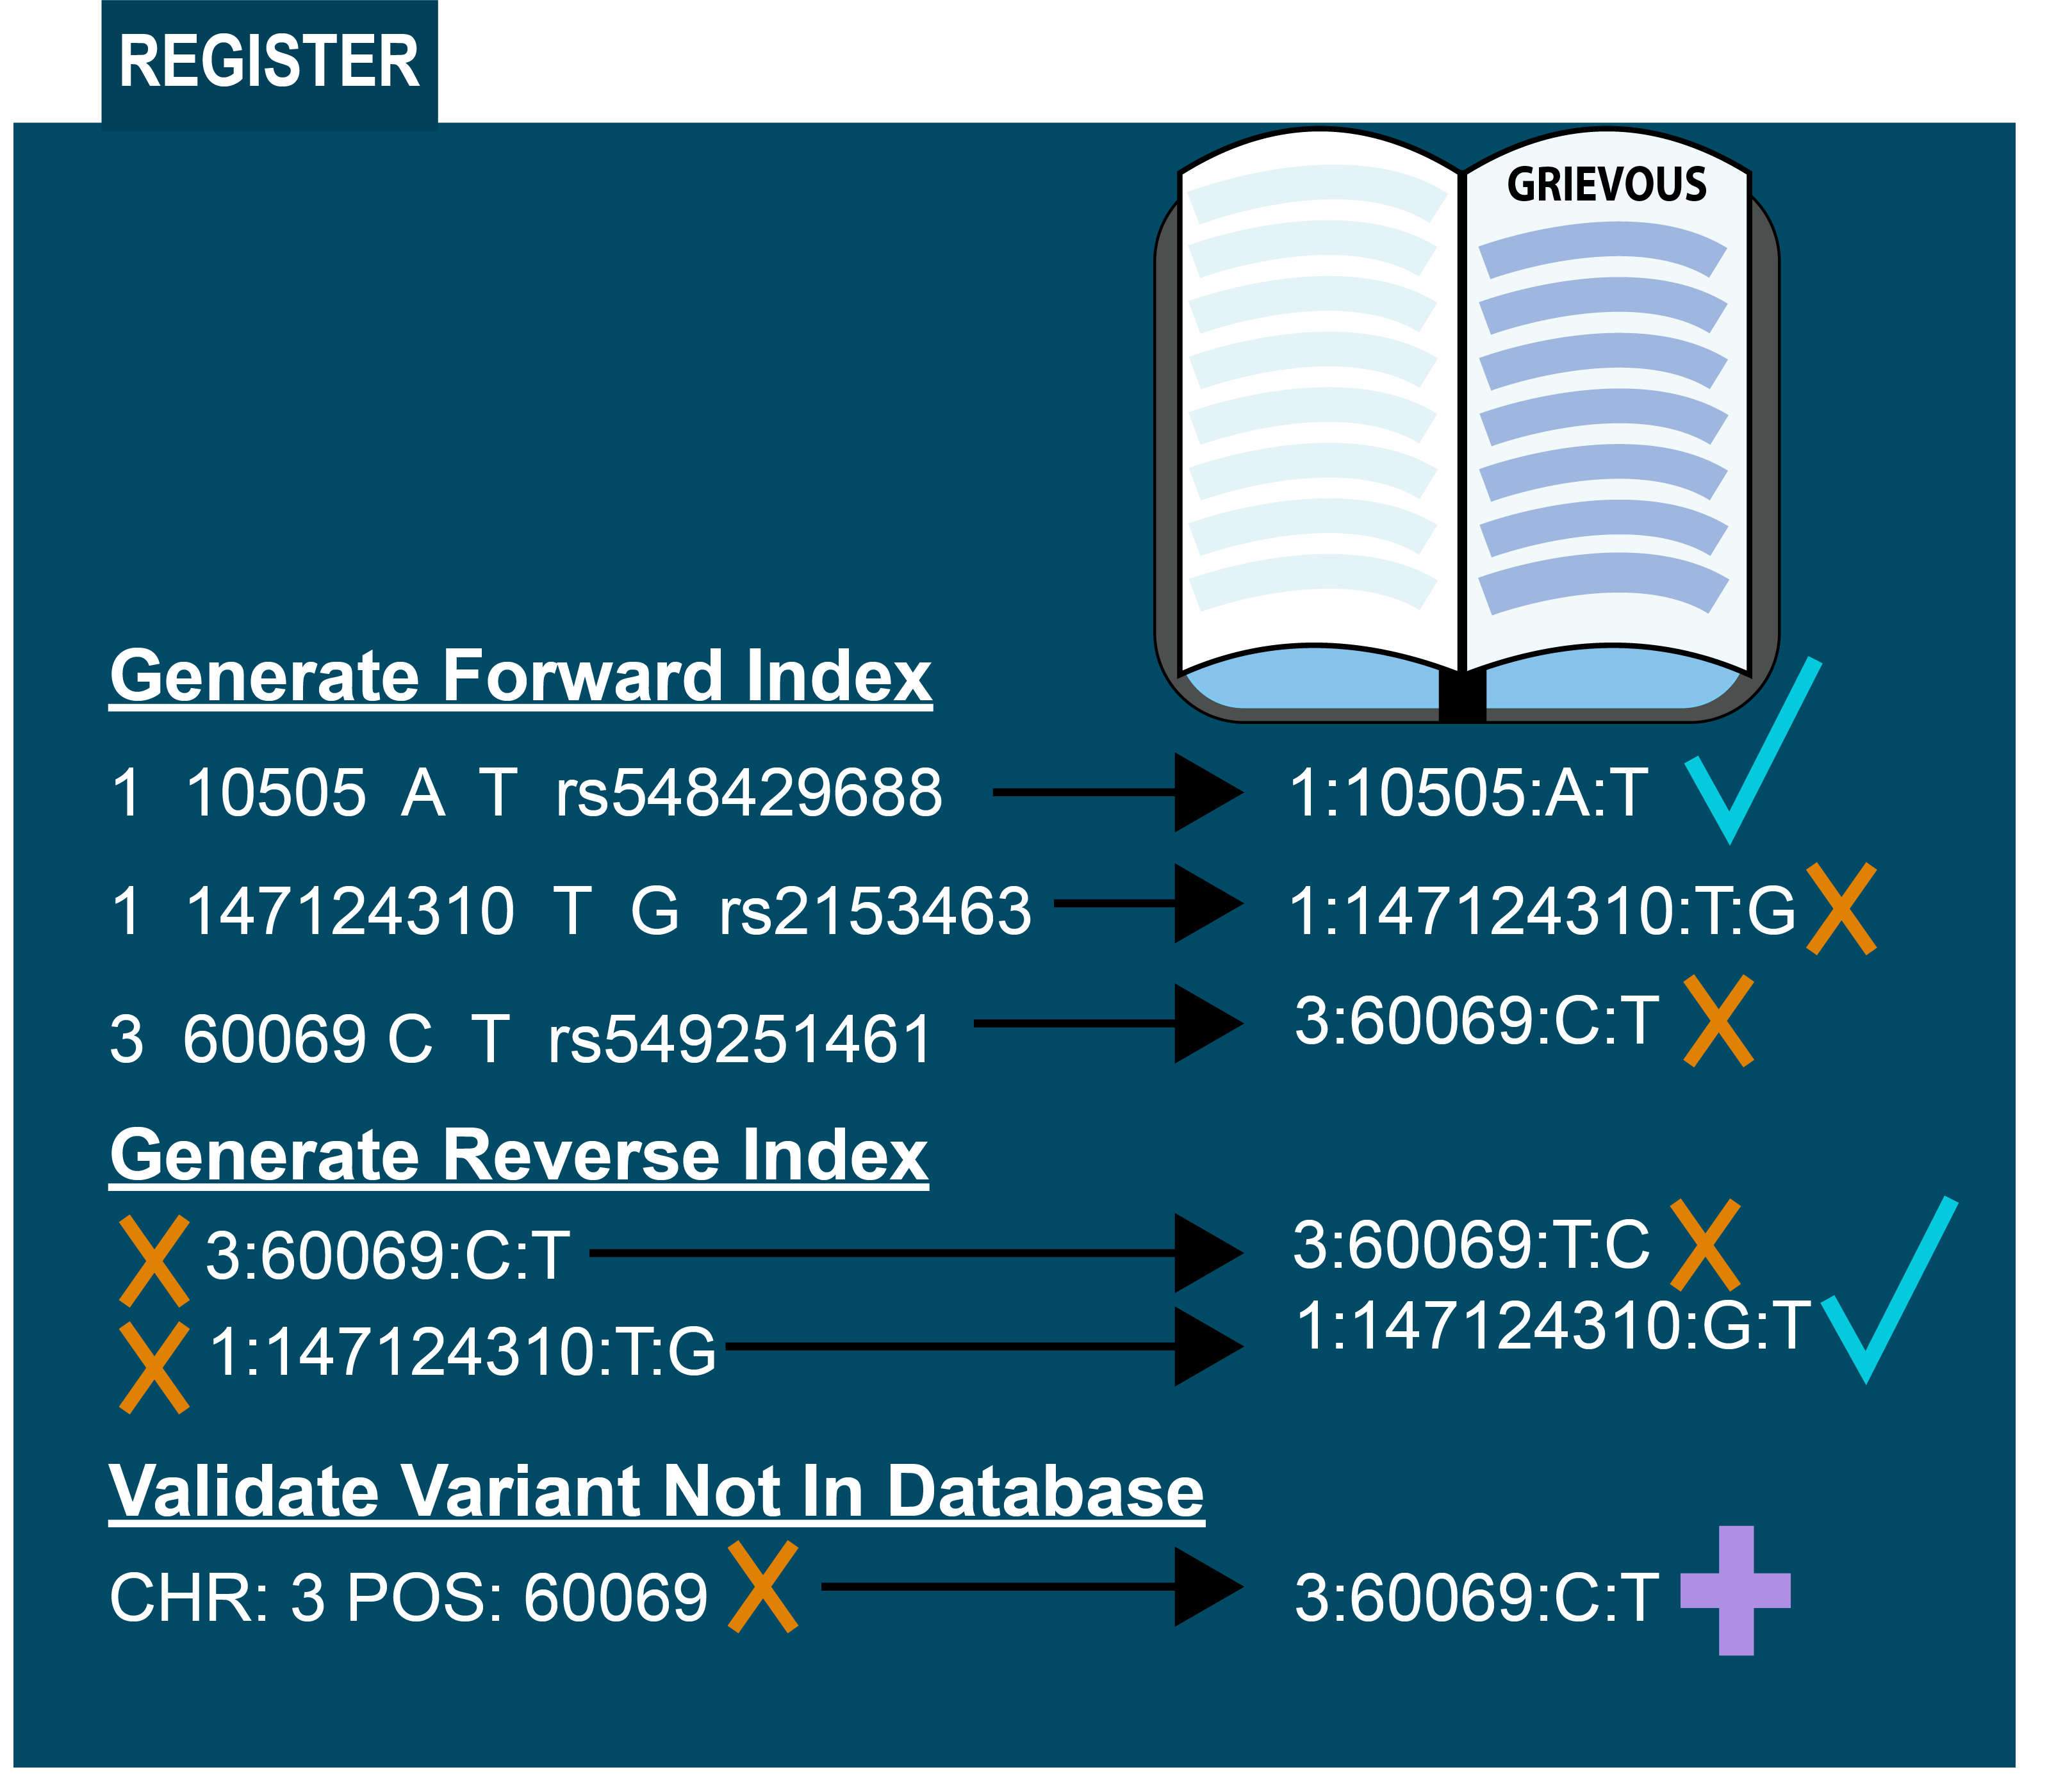 REGISTER
GRIEVOUS
Generate Forward Index
1 10505 A T rs548429688 1:10505:A:T
1 147124310 T G rs2153463 1:147124310:T:G
3 60069 C T rs549251461 3:60069:C:T
Generate Reverse Index
3:60069:C:T 3:60069:T:C
1:147124310:T:G 1:147124310:G:T
Validate Variant Not In Database
CHR: 3 POS: 60069 3:60069:C:T